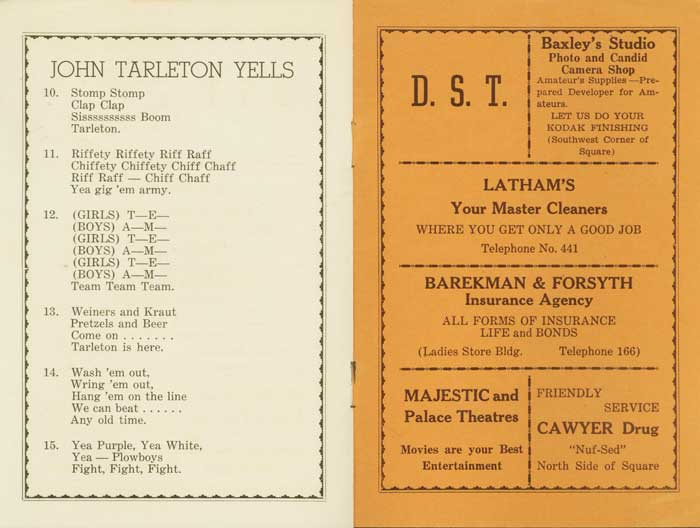 JOHN TARLETON YELLS
10. Stomp Stomp
Clap Clap
Sissssssssss Boom
Tarleton.
11. Riffety Riffety Riff Raff
Chiffety Chiffety Chiff Chaff
Riff Raff — Chiff Chaff
Yea gig 'em army.
12. (GIRLS) T—E—
(BOYS) A—M—
(GIRLS) T—E—
(BOYS) A—M—
(GIRLS) T—E—
(BOYS) A—M—
Team Team Team.
13. Weiners and Kraut
Pretzels and Beer
Come on . . . . . . .
Tarleton is here.
14. Wash 'em out,
Wring 'em out,
Hang 'em on the line
We can beat . . . . . .
Any old time.
15. Yea Purple, Yea White,
Yea — Plowboys
Fight, Fight, Fight.
D. S. T.
Baxley's Studio
Photo and Candid
Camera Shop
Amateur's Supplies—Pre-
pared Developer for Am-
ateurs.
LET US DO YOUR
KODAK FINISHING
(Southwest Corner of
Square)
LATHAM'S
Your Master Cleaners
WHERE YOU GET ONLY A GOOD JOB
Telephone No. 441
BAREKMAN & FORSYTH
Insurance Agency
ALL FORMS OF INSURANCE
LIFE and BONDS
(Ladies Store Bldg. Telephone 166)
MAJESTIC and
Palace Theatres
Movies are your Best
Entertainment
FRIENDLY
SERVICE
CAWYER Drug
"Nuf-Sed"
North Side of Square